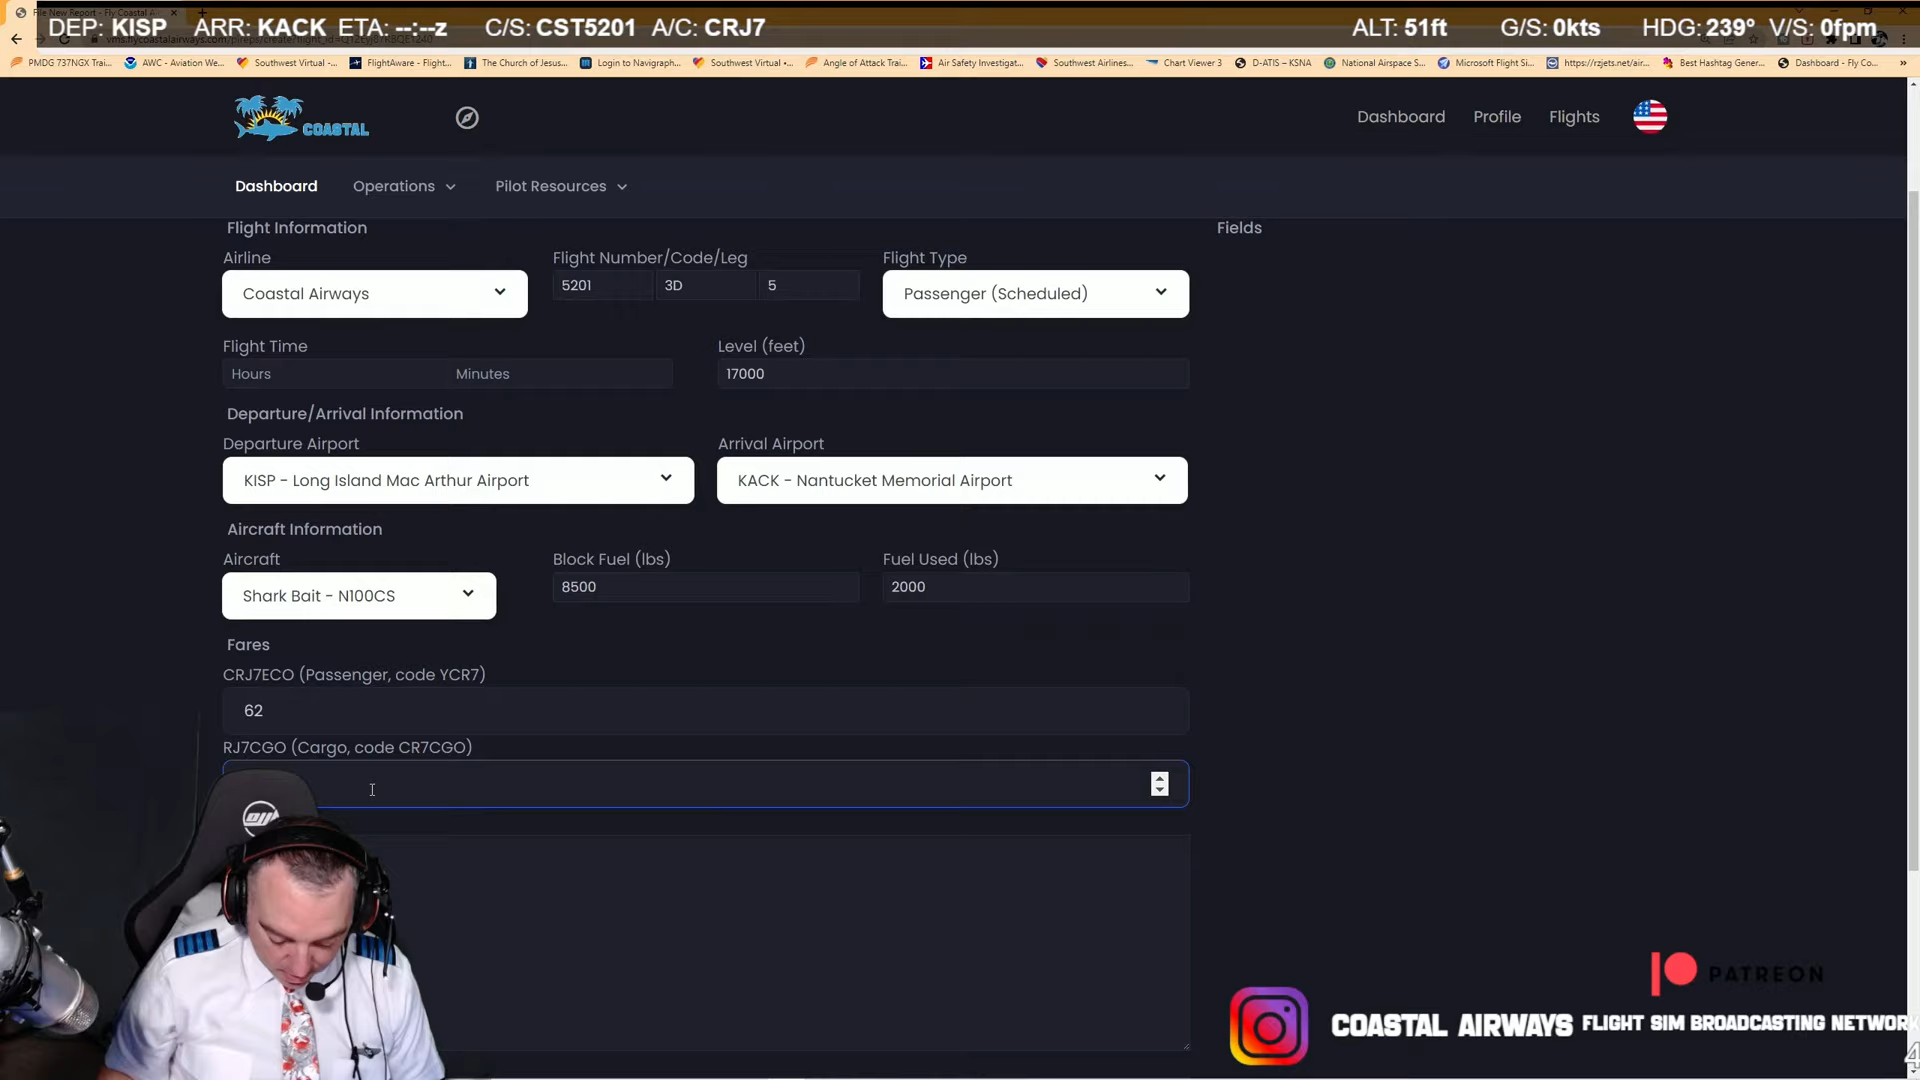 File New Report - Fly Coastal A
DEP: KISP ARR: KACK ETA: --:--z C/S: CST5201 A/C: CRJ7 ALT: 51ft G/S: 0kts HDG: 239° V/S: 0fpm
PMDG 737NGX Trai... AWC - Aviation We... Southwest Virtual -... FlightAware - Flight... The Church of Jesus... Login to Navigraph... Southwest Virtual •... Angle of Attack Trai... Air Safety Investigat... Southwest Airlines... Chart Viewer 3 D-ATIS – KSNA National Airspace S... Microsoft Flight Si... https://rzjets.net/air... Best Hashtag Gener... Dashboard - Fly Co... »
COASTAL Dashboard Profile Flights
Dashboard Operations Pilot Resources
Flight Information Fields
Airline Flight Number/Code/Leg Flight Type
Coastal Airways 5201 3D 5 Passenger (Scheduled)
Flight Time Level (feet)
Hours Minutes 17000
Departure/Arrival Information
Departure Airport Arrival Airport
KISP - Long Island Mac Arthur Airport KACK - Nantucket Memorial Airport
Aircraft Information
Aircraft Block Fuel (lbs) Fuel Used (lbs)
Shark Bait - N100CS 8500 2000
Fares
CRJ7ECO (Passenger, code YCR7)
62
RJ7CGO (Cargo, code CR7CGO)
PATREON
COASTAL AIRWAYS FLIGHT SIM BROADCASTING NETWORK